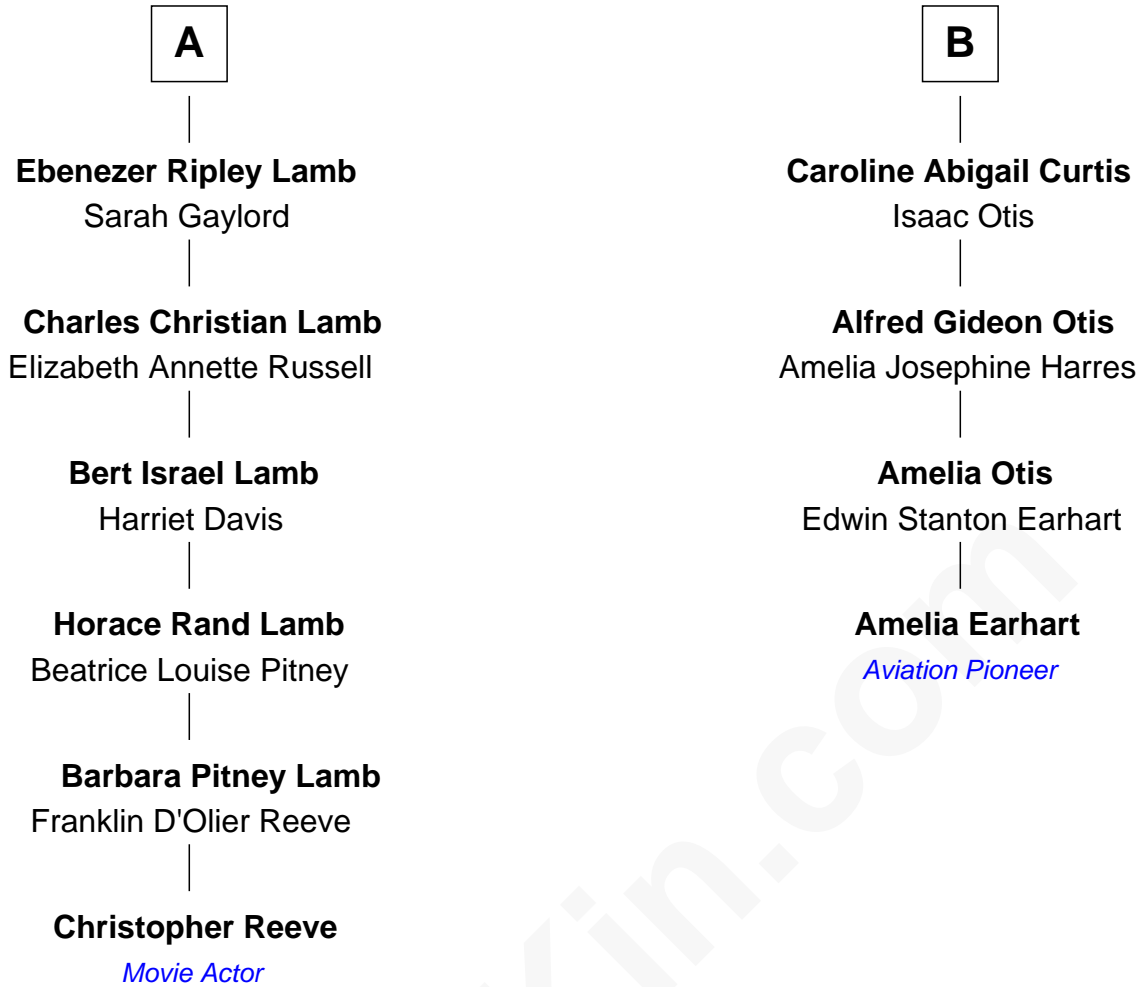 A
Ebenezer Ripley Lamb
Sarah Gaylord
Charles Christian Lamb
Elizabeth Annette Russell
Bert Israel Lamb
Harriet Davis
Horace Rand Lamb
Beatrice Louise Pitney
Barbara Pitney Lamb
Franklin D'Olier Reeve
Christopher Reeve
Movie Actor
B
Caroline Abigail Curtis
Isaac Otis
Alfred Gideon Otis
Amelia Josephine Harres
Amelia Otis
Edwin Stanton Earhart
Amelia Earhart
Aviation Pioneer
Kin.com